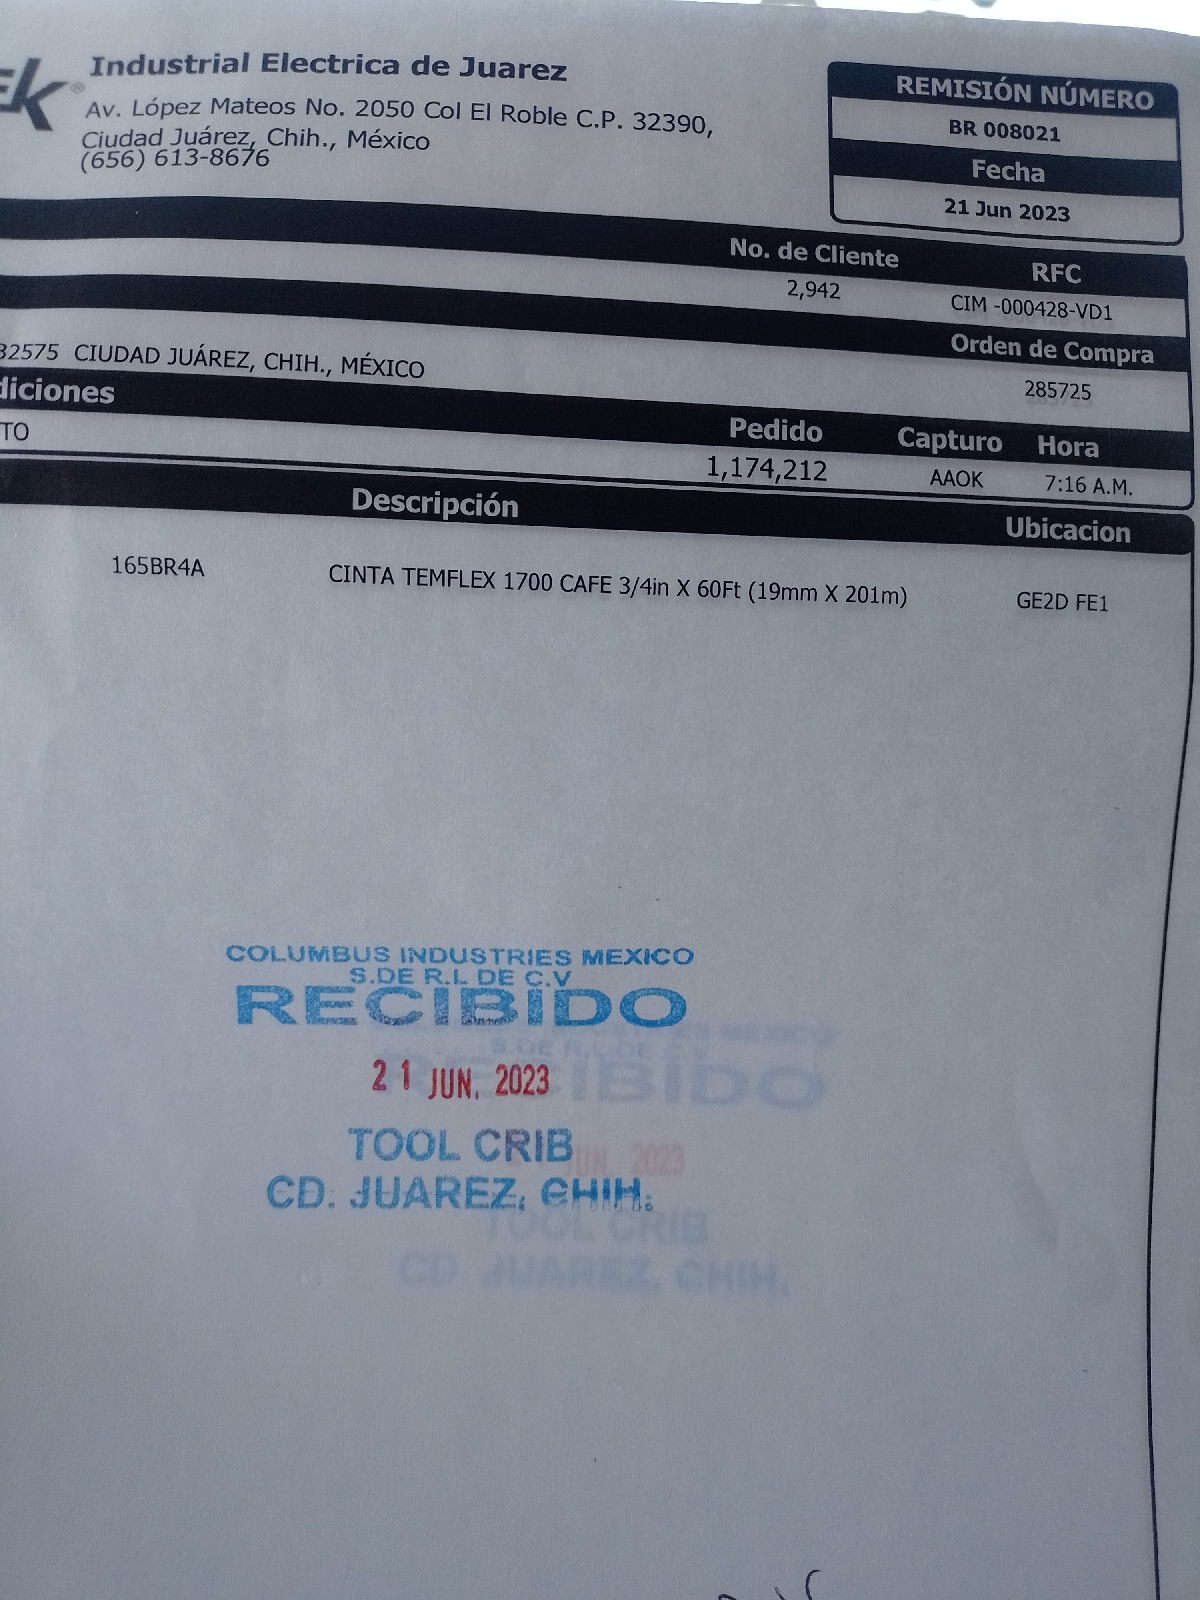 Industrial Electrica de Juarez
Av. López Mateos No. 2050 Col El Roble C.P. 32390,
Ciudad Juárez, Chih., México
(656) 613-8676
REMISIÓN NÚMERO
BR 008021
Fecha
21 Jun 2023
No. de Cliente RFC
2,942 CIM -000428-VD1
Orden de Compra
32575 CIUDAD JUÁREZ, CHIH., MÉXICO 285725
diciones Pedido Capturo Hora
TO 1,174,212 AAOK 7:16 A.M.
Descripción Ubicacion
165BR4A CINTA TEMFLEX 1700 CAFE 3/4in X 60Ft (19mm X 201m) GE2D FE1
COLUMBUS INDUSTRIES MEXICO
S.DE R.L DE C.V
RECIBIDO
21 JUN. 2023
TOOL CRIB
CD. JUAREZ, CHIH.